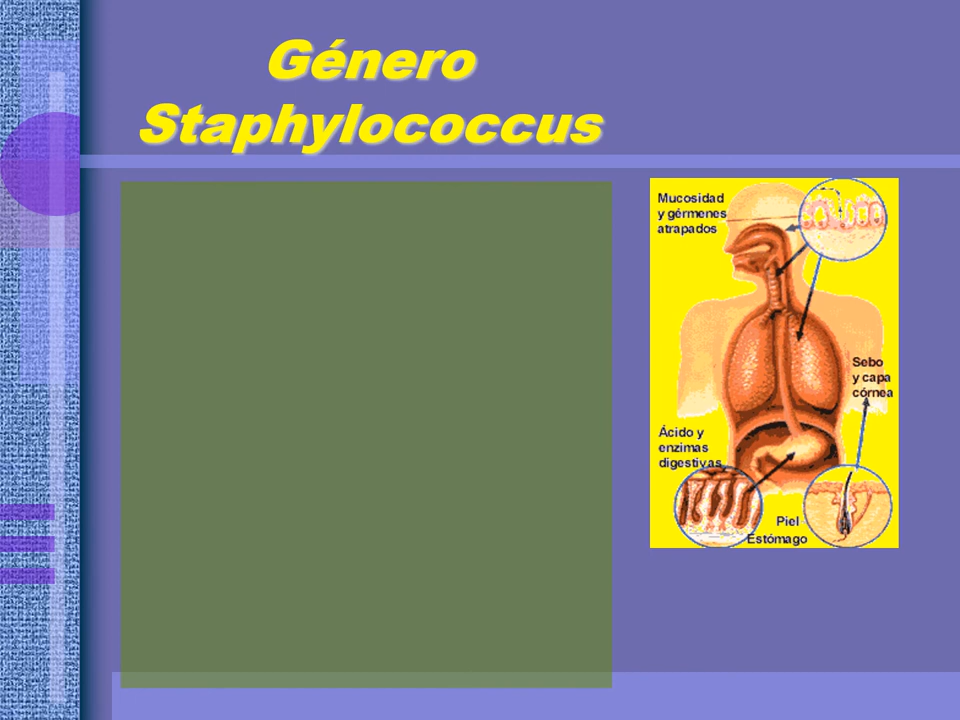 Género
Staphylococcus
Mucosidad
y gérmenes
atrapados
Sebo
y capa
córnea
Ácido y
enzimas
digestivas
Piel
Estómago